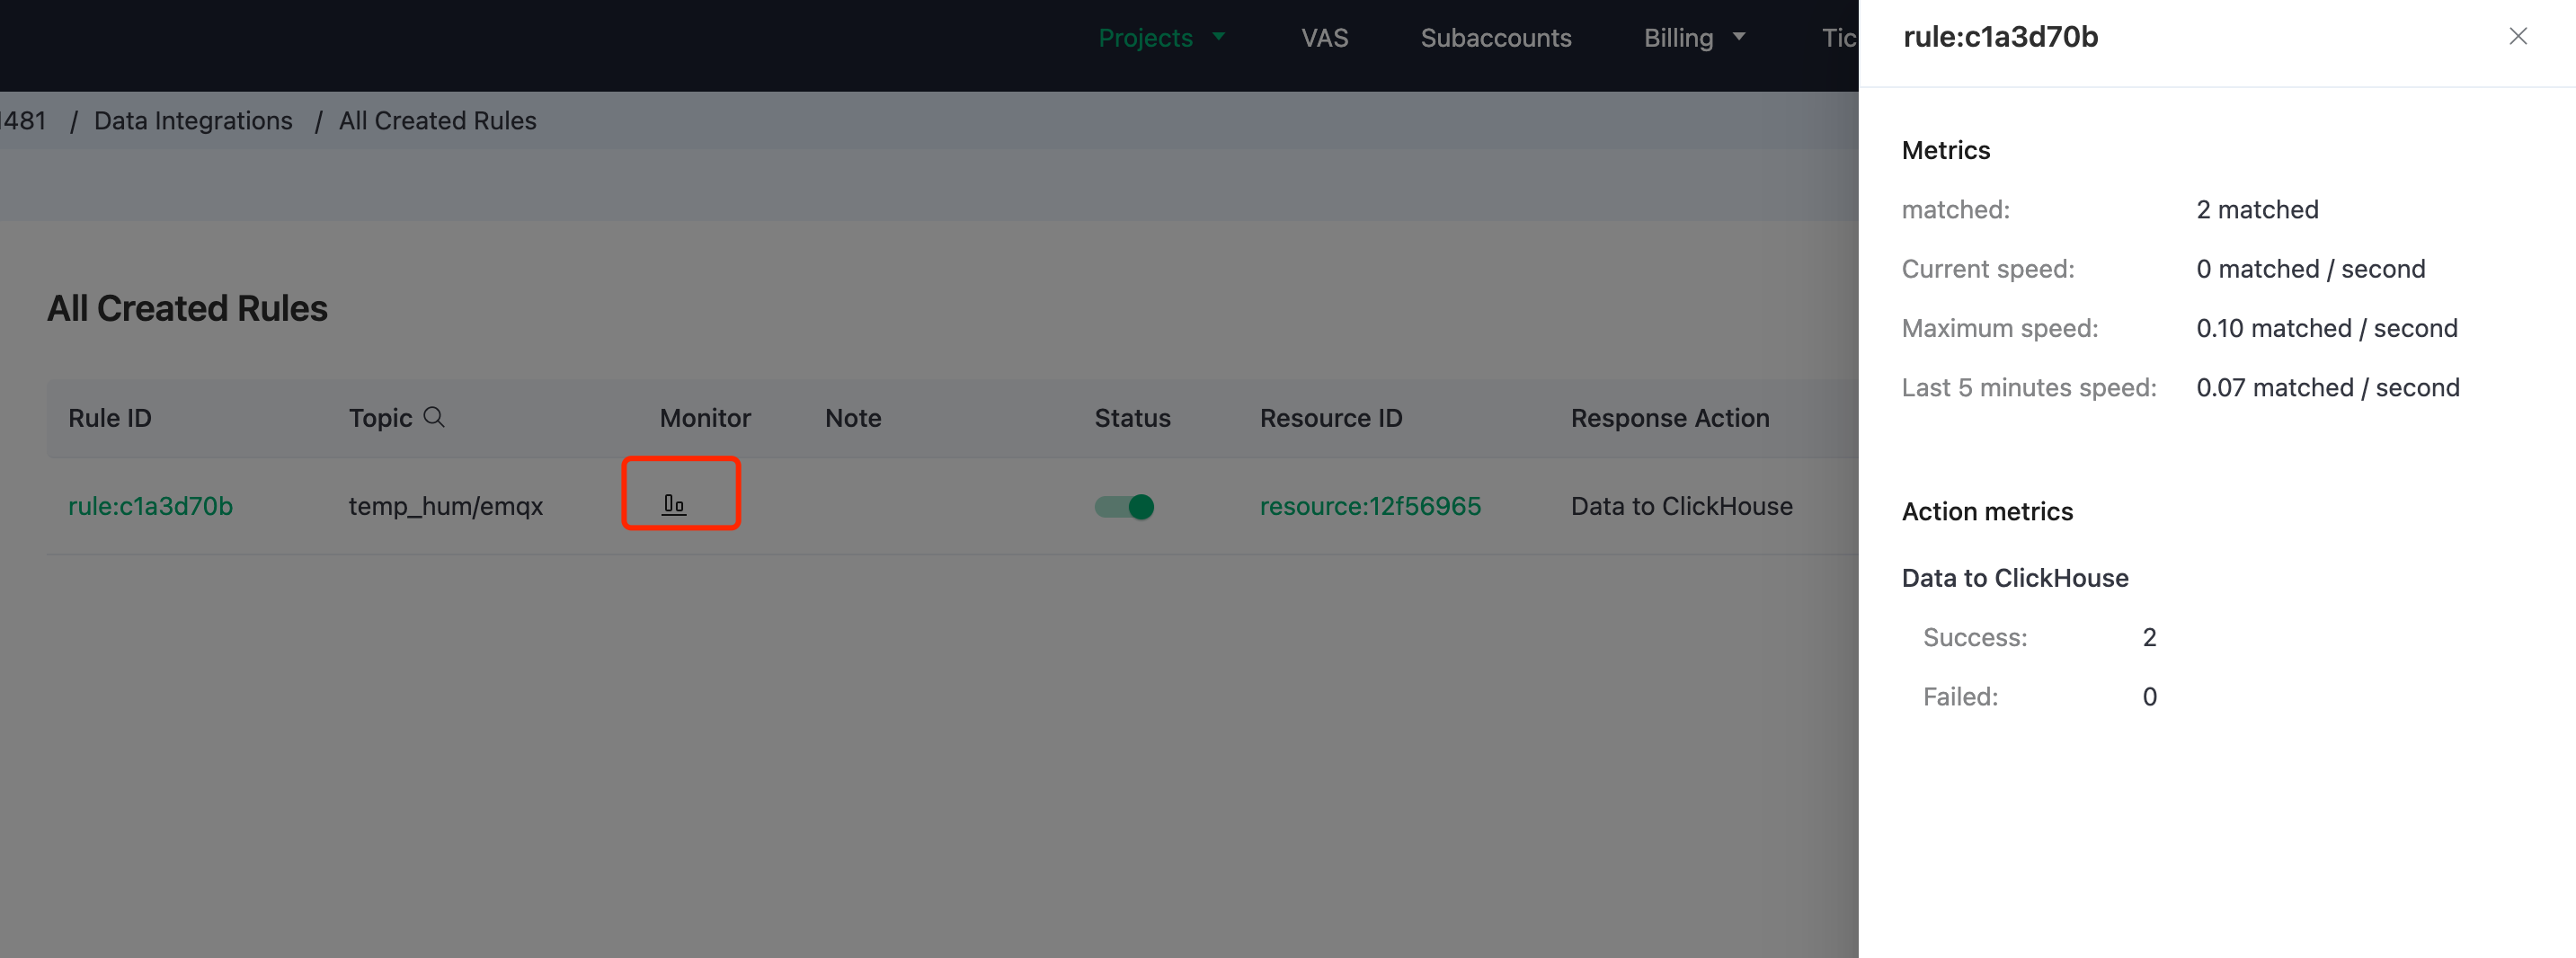 Projects VAS Subaccounts Billing Tic
1481 / Data Integrations / All Created Rules
All Created Rules
Rule ID Topic Monitor Note Status Resource ID Response Action
rule:c1a3d70b temp_hum/emqx resource:12f56965 Data to ClickHouse
rule:c1a3d70b
Metrics
matched: 2 matched
Current speed: 0 matched / second
Maximum speed: 0.10 matched / second
Last 5 minutes speed: 0.07 matched / second
Action metrics
Data to ClickHouse
Success: 2
Failed: 0